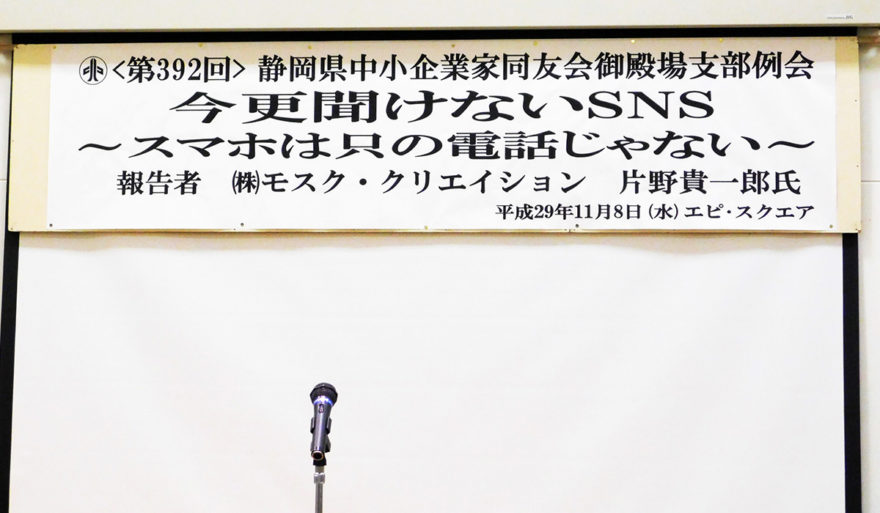 <第392回> 静岡県中小企業家同友会御殿場支部例会
今更聞けないSNS
～スマホは只の電話じゃない～
報告者 ㈱モスク・クリエイション 片野貴一郎氏
平成29年11月8日(水)エピ・スクエア